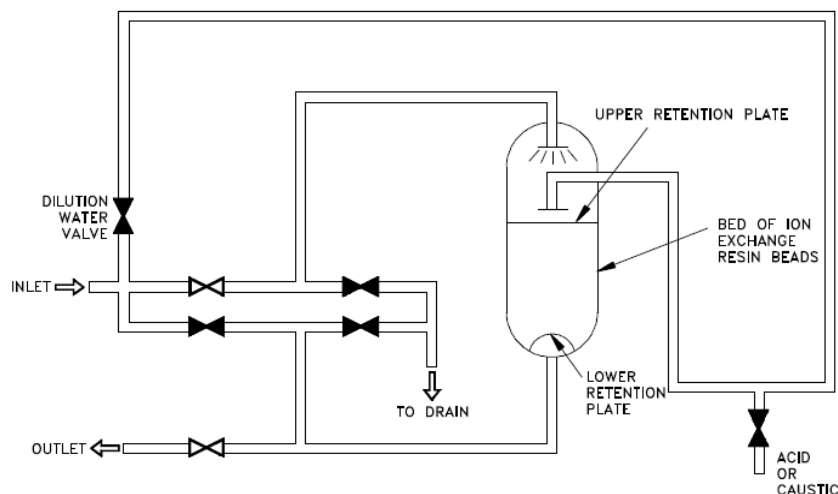 UPPER RETENTION PLATE
DILUTION
WATER
VALVE
BED OF ION
EXCHANGE
RESIN BEADS
INLET
LOWER
RETENTION
PLATE
TO DRAIN
OUTLET
ACID
OR
CAUSTIC